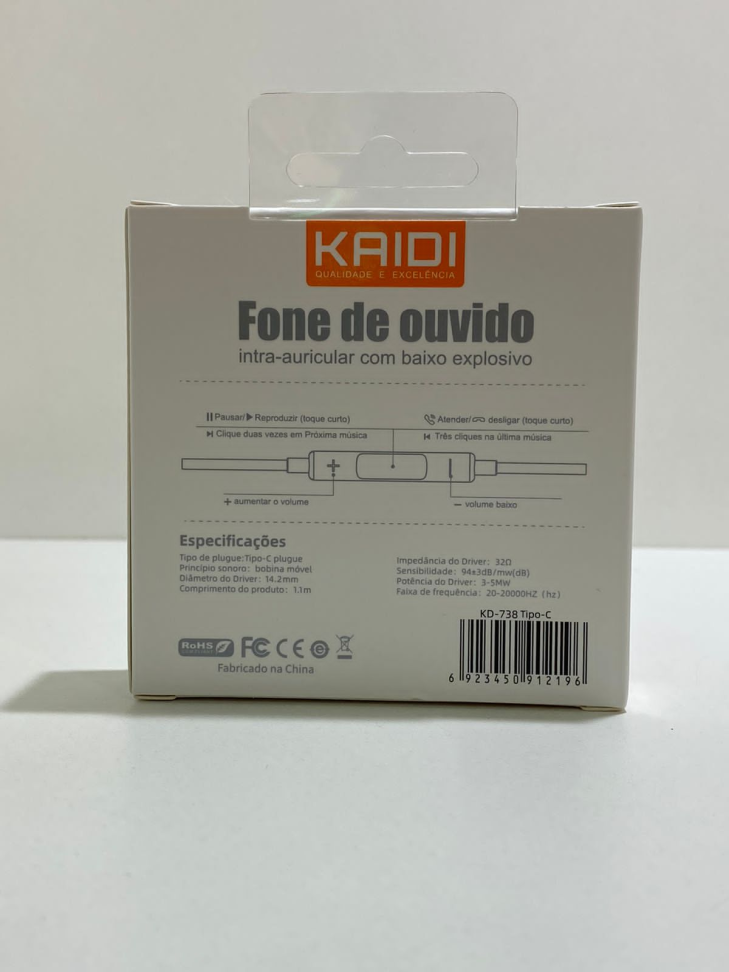 KAIDI
QUALIDADE E EXCELÊNCIA
Fone de ouvido
intra-auricular com baixo explosivo
Pausar/ Reproduzir (toque curto)
Clique duas vezes em Próxima música
Atender/ desligar (toque curto)
Três cliques na última música
+ aumentar o volume
− volume baixo
Especificações
Tipo de plugue:Tipo-C plugue
Princípio sonoro: bobina móvel
Diâmetro do Driver: 14.2mm
Comprimento do produto: 1.1m
Impedância do Driver: 32Ω
Sensibilidade: 94±3dB/mw(dB)
Potência do Driver: 3-5MW
Faixa de frequência: 20-20000HZ (hz)
KD-738 Tipo-C
RoHS
FC CE e
Fabricado na China
6 923450 912196